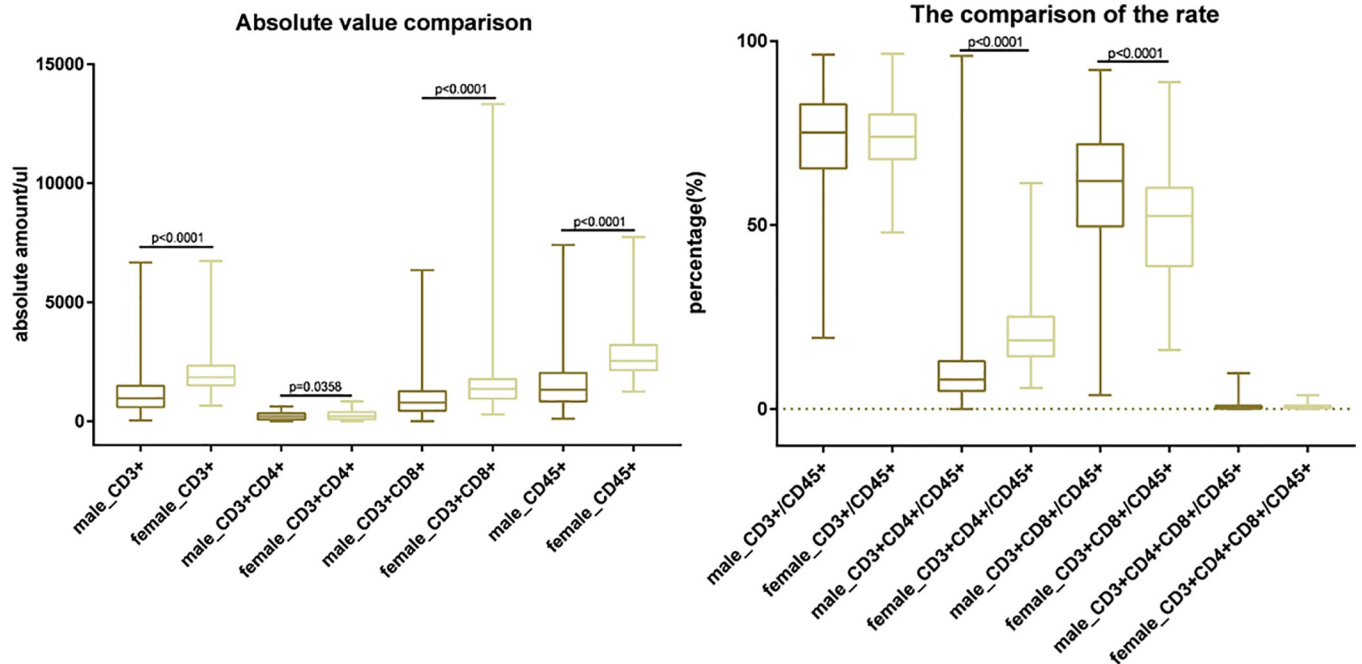 Absolute value comparison
absolute amount/ul
15000
10000
5000
0
p<0.0001
p=0.0358
p<0.0001
p<0.0001
male_CD3+
female_CD3+
male_CD3+CD4+
female_CD3+CD4+
male_CD3+CD8+
female_CD3+CD8+
male_CD45+
female_CD45+
The comparison of the rate
percentage(%)
100
50
0
p<0.0001
p<0.0001
male_CD3+/CD45+
female_CD3+/CD45+
male_CD3+CD4+/CD45+
female_CD3+CD4+/CD45+
male_CD3+CD8+/CD45+
female_CD3+CD8+/CD45+
male_CD3+CD4+CD8+/CD45+
female_CD3+CD4+CD8+/CD45+